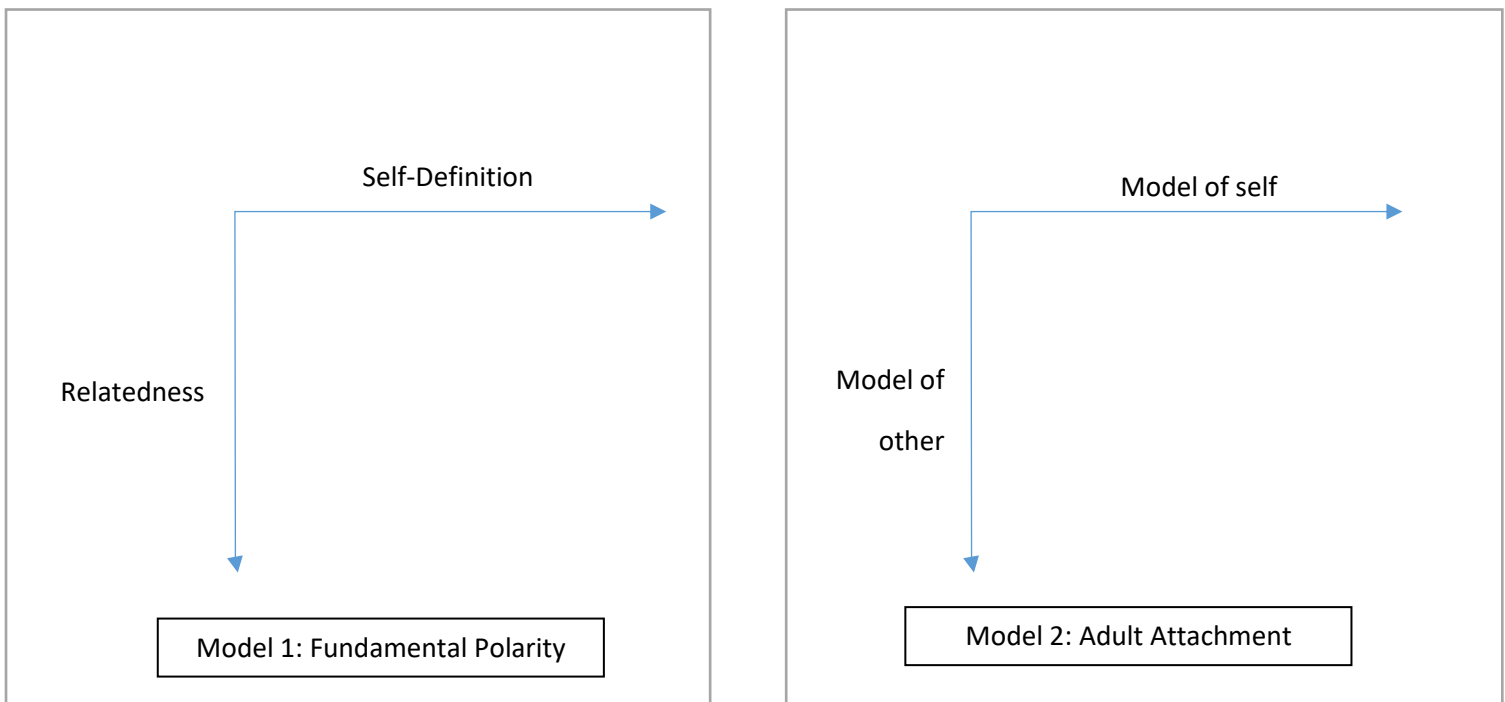 Self-Definition
Relatedness
Model 1: Fundamental Polarity
Model of self
Model of
other
Model 2: Adult Attachment